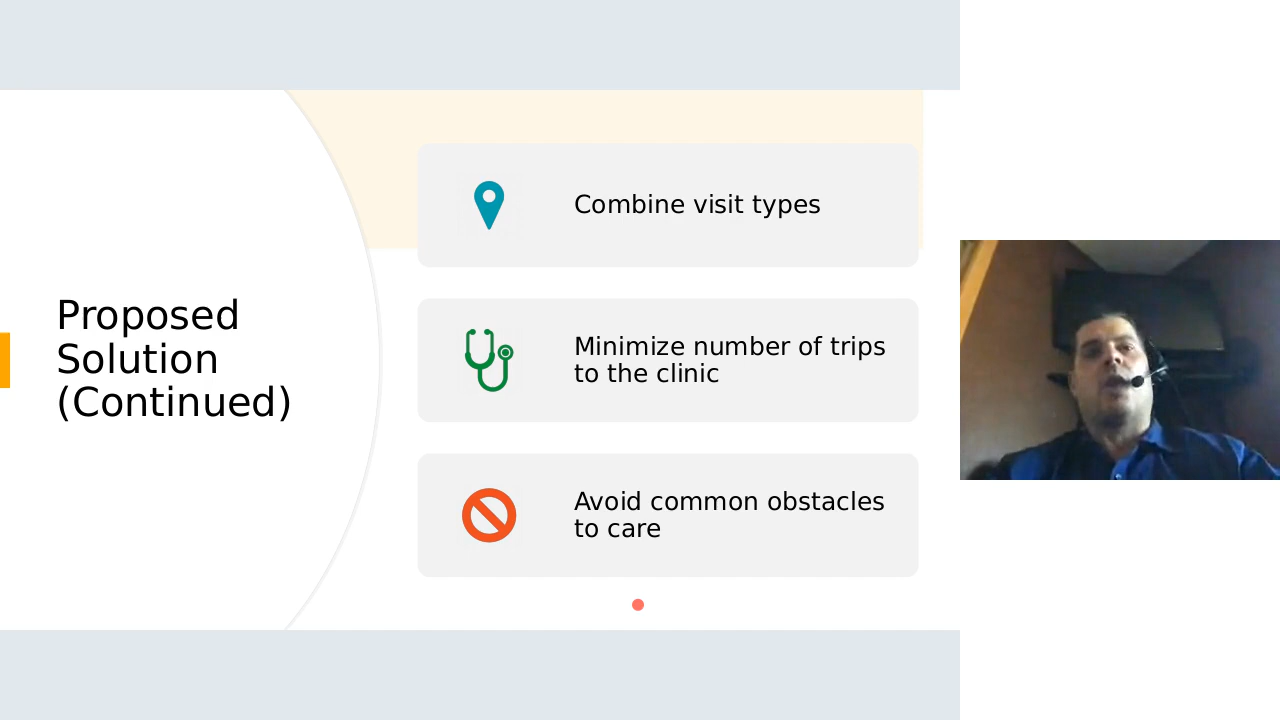 Proposed
Solution
(Continued)
Combine visit types
Minimize number of trips
to the clinic
Avoid common obstacles
to care